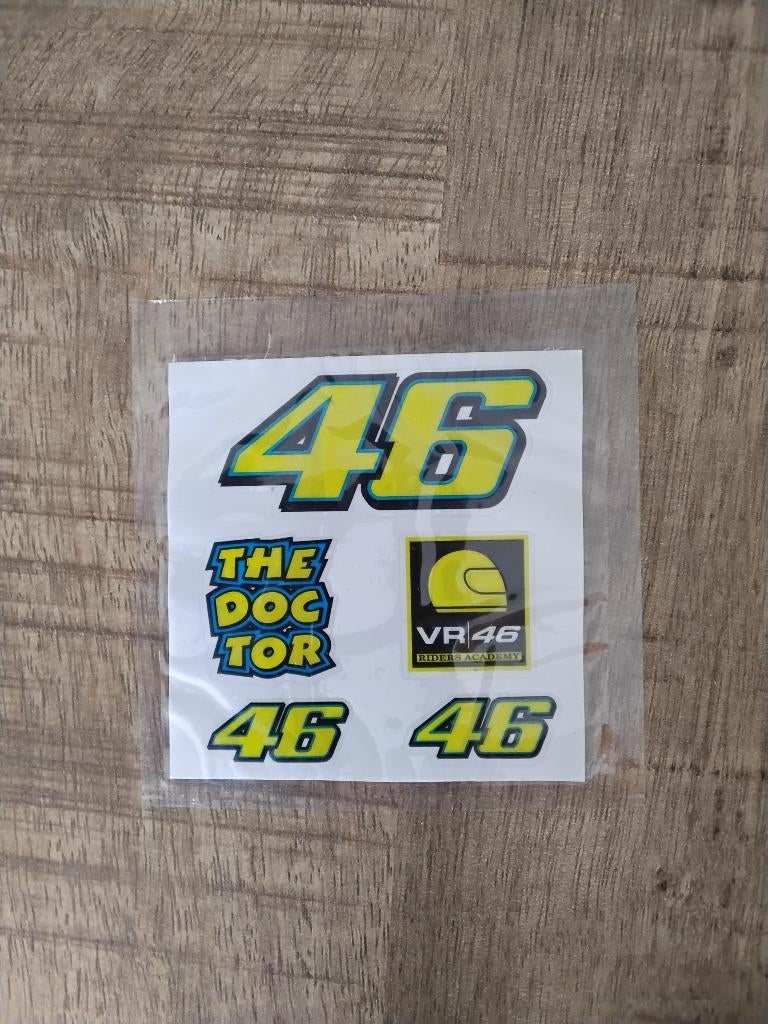 46
THE
DOC
TOR
VR|46
RIDERS ACADEMY
46
46